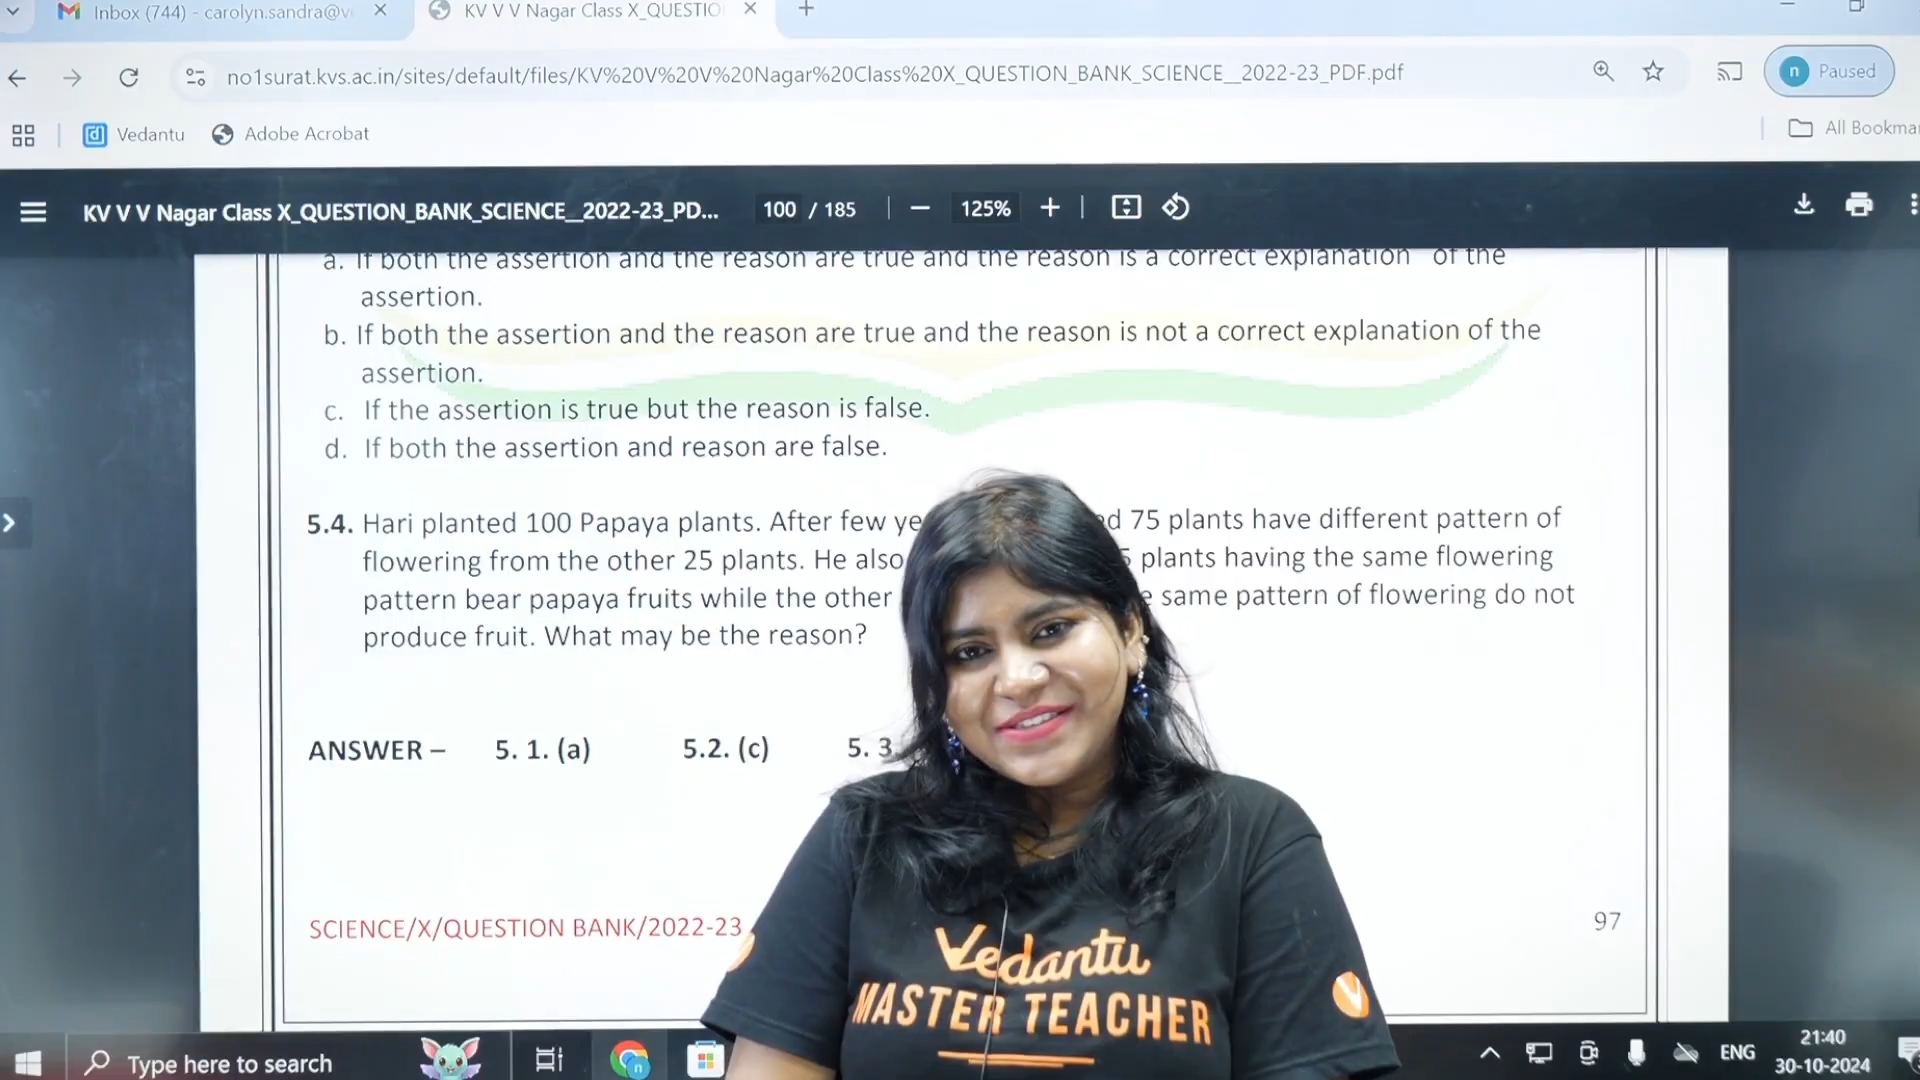 Inbox (744) - carolyn.sandra@v
KV V V Nagar Class X_QUESTIO
no1surat.kvs.ac.in/sites/default/files/KV%20V%20V%20Nagar%20Class%20X_QUESTION_BANK_SCIENCE__2022-23_PDF.pdf
n Paused
Vedantu
Adobe Acrobat
All Bookma
KV V V Nagar Class X_QUESTION_BANK_SCIENCE__2022-23_PD...
100 / 185
125%
a. If both the assertion and the reason are true and the reason is a correct explanation of the
assertion.
b. If both the assertion and the reason are true and the reason is not a correct explanation of the
assertion.
c. If the assertion is true but the reason is false.
d. If both the assertion and reason are false.
5.4. Hari planted 100 Papaya plants. After few ye d 75 plants have different pattern of
flowering from the other 25 plants. He also plants having the same flowering
pattern bear papaya fruits while the other same pattern of flowering do not
produce fruit. What may be the reason?
ANSWER – 5. 1. (a) 5.2. (c) 5. 3
SCIENCE/X/QUESTION BANK/2022-23
97
Vedantu
MASTER TEACHER
Type here to search
n
ENG
21:40
30-10-2024